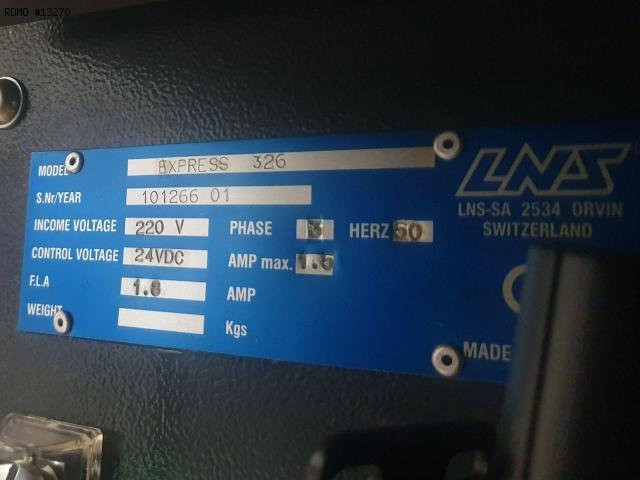 RDMO #13270
MODEL EXPRESS 326
S.Nr/YEAR 101266 01
INCOME VOLTAGE 220 V PHASE 3 HERZ 50
CONTROL VOLTAGE 24VDC AMP max. 1.5
F.L.A 1.8 AMP
WEIGHT Kgs
LNS
LNS-SA 2534 ORVIN
SWITZERLAND
MADE